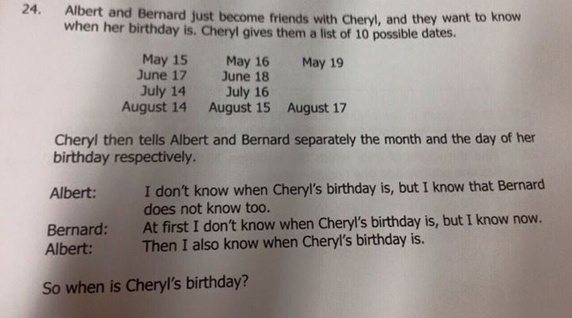 24. Albert and Bernard just become friends with Cheryl, and they want to know
when her birthday is. Cheryl gives them a list of 10 possible dates.
May 15 May 16 May 19
June 17 June 18
July 14 July 16
August 14 August 15 August 17
Cheryl then tells Albert and Bernard separately the month and the day of her
birthday respectively.
Albert: I don't know when Cheryl's birthday is, but I know that Bernard
does not know too.
Bernard: At first I don't know when Cheryl's birthday is, but I know now.
Albert: Then I also know when Cheryl's birthday is.
So when is Cheryl's birthday?